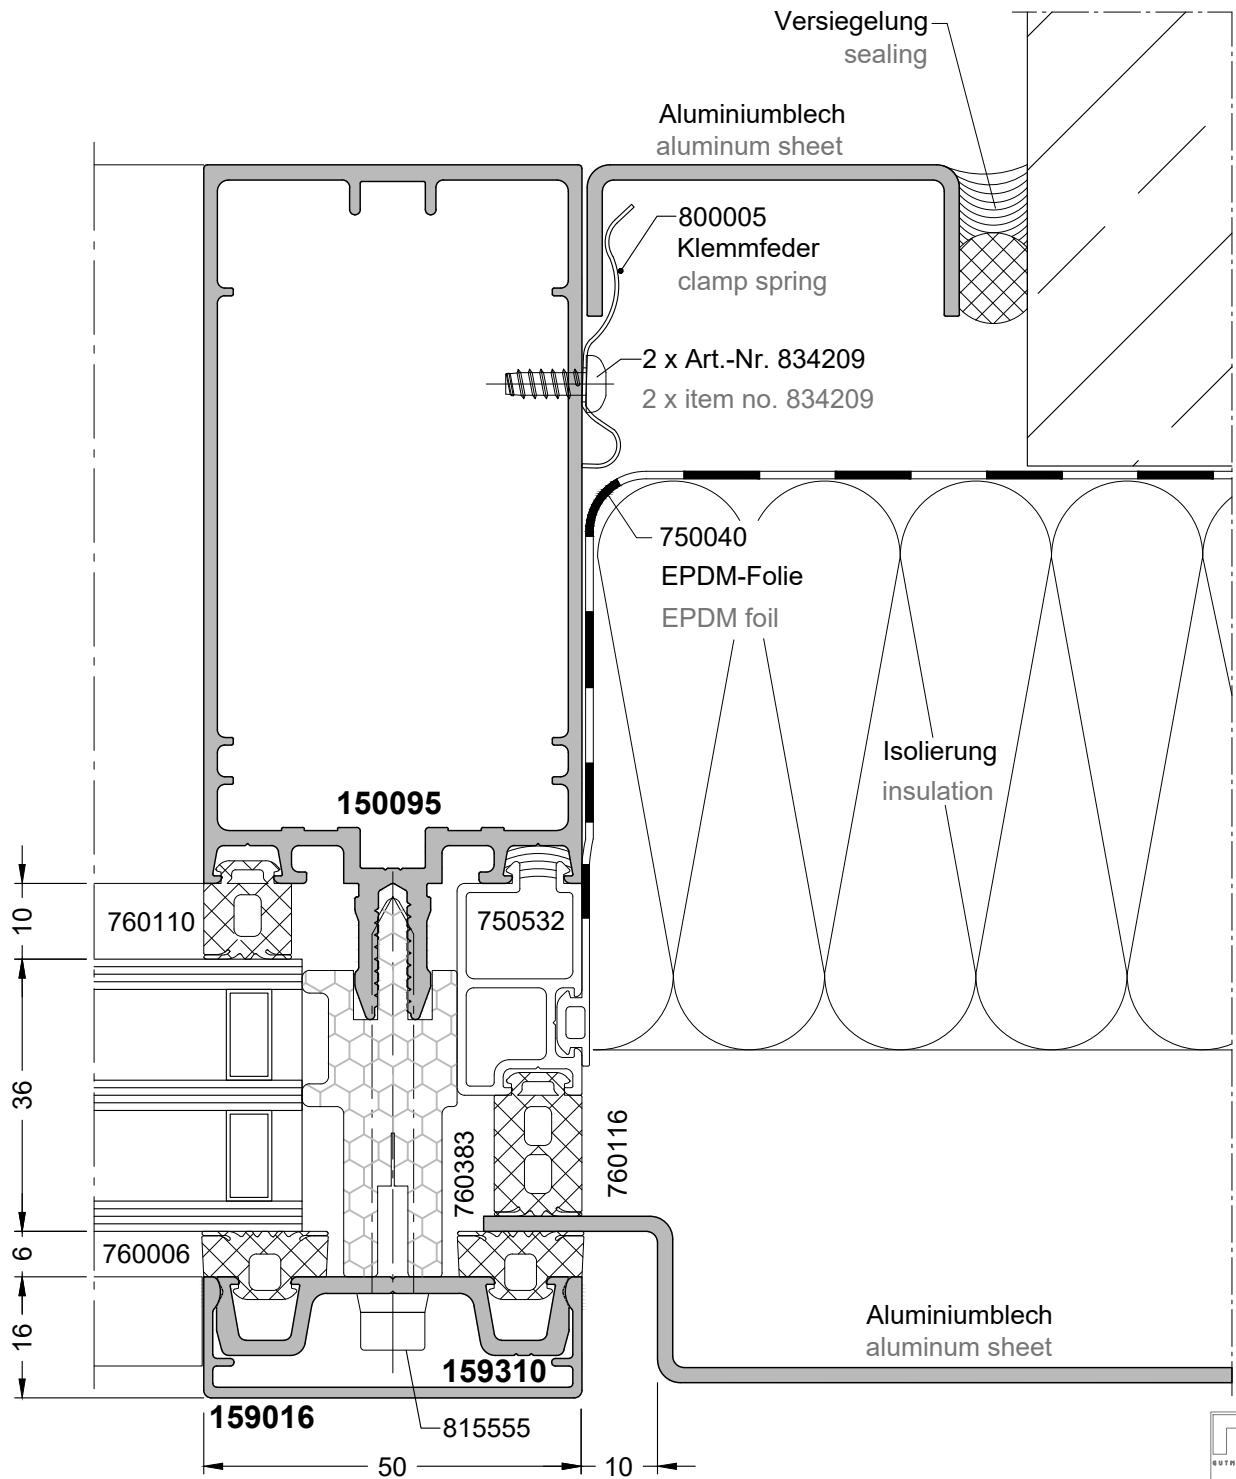 Versiegelung
sealing
Aluminiumblech
aluminum sheet
800005
Klemmfeder
clamp spring
2 x Art.-Nr. 834209
2 x item no. 834209
750040
EPDM-Folie
EPDM foil
Isolierung
insulation
150095
10
760110
750532
36
760383
760116
6
760006
16
Aluminiumblech
aluminum sheet
159310
159016
815555
50
10
GUTM